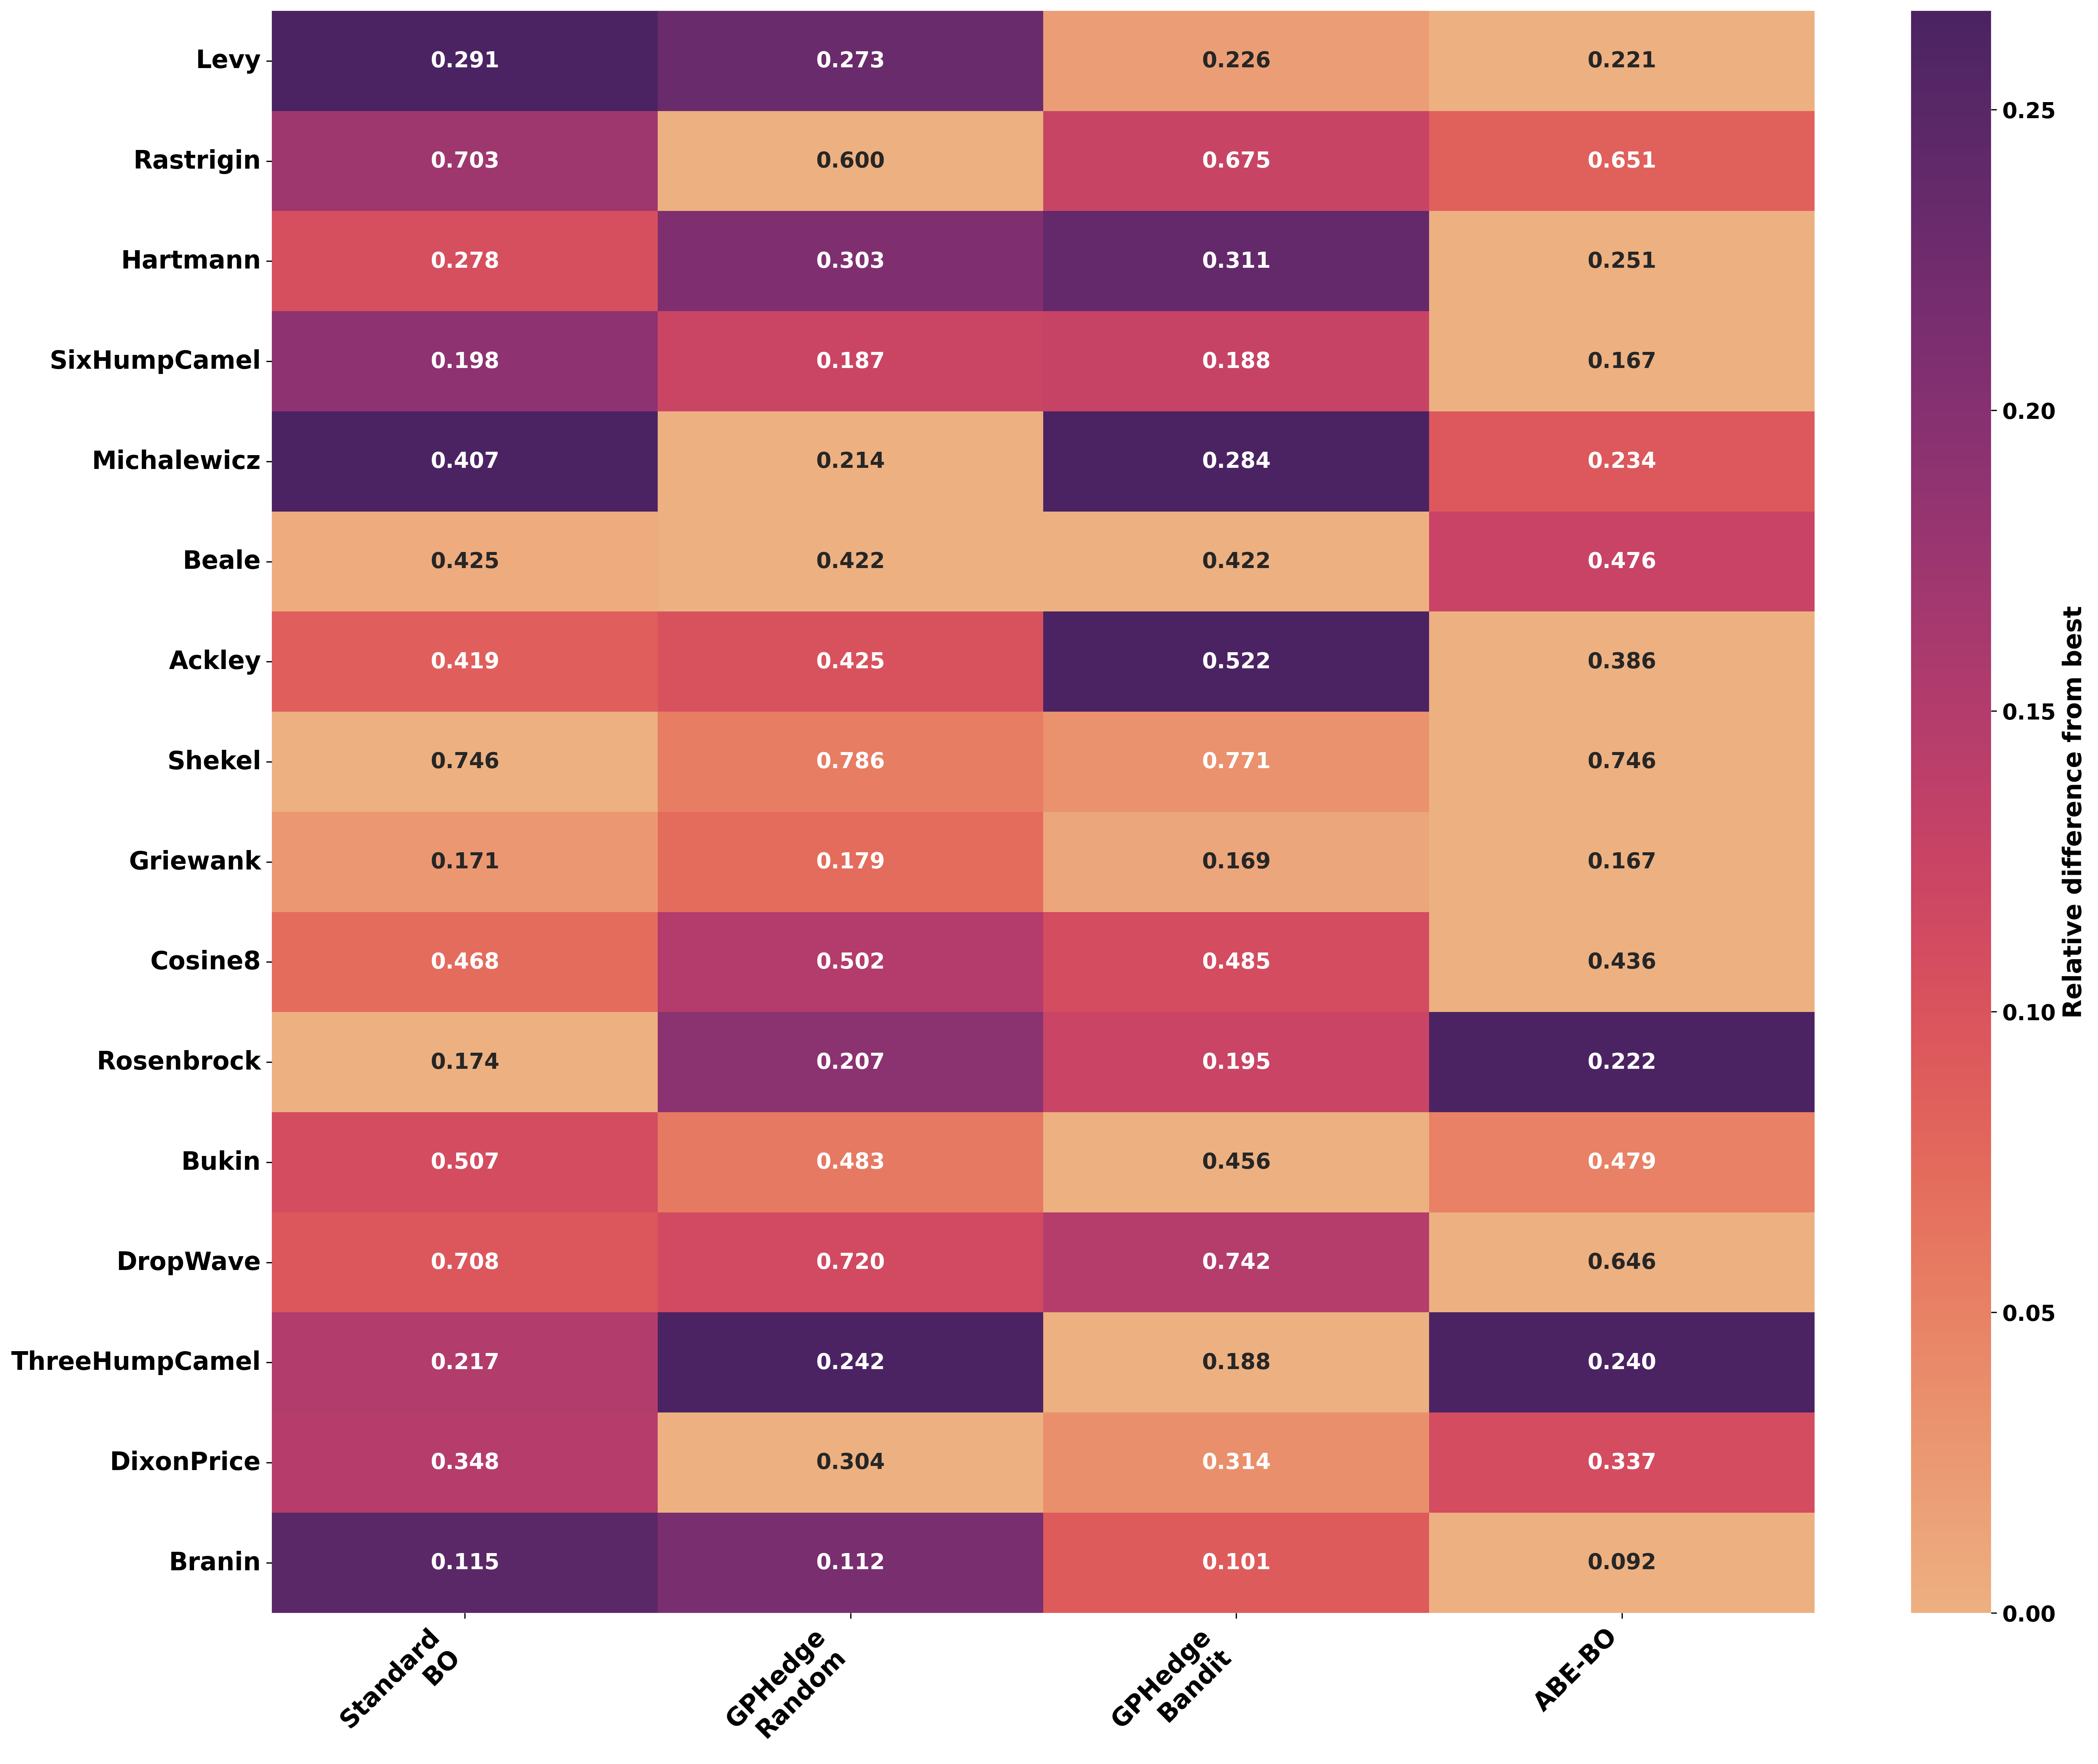 Levy 0.291 0.273 0.226 0.221
0.25
Rastrigin 0.703 0.600 0.675 0.651
Hartmann 0.278 0.303 0.311 0.251
SixHumpCamel 0.198 0.187 0.188 0.167
0.20
Michalewicz 0.407 0.214 0.284 0.234
Beale 0.425 0.422 0.422 0.476
Ackley 0.419 0.425 0.522 0.386
0.15
Shekel 0.746 0.786 0.771 0.746
Relative difference from best
Griewank 0.171 0.179 0.169 0.167
Cosine8 0.468 0.502 0.485 0.436
0.10
Rosenbrock 0.174 0.207 0.195 0.222
Bukin 0.507 0.483 0.456 0.479
DropWave 0.708 0.720 0.742 0.646
0.05
ThreeHumpCamel 0.217 0.242 0.188 0.240
DixonPrice 0.348 0.304 0.314 0.337
Branin 0.115 0.112 0.101 0.092
0.00
Standard
BO
GPHedge
Random
GPHedge
Bandit
ABE-BO